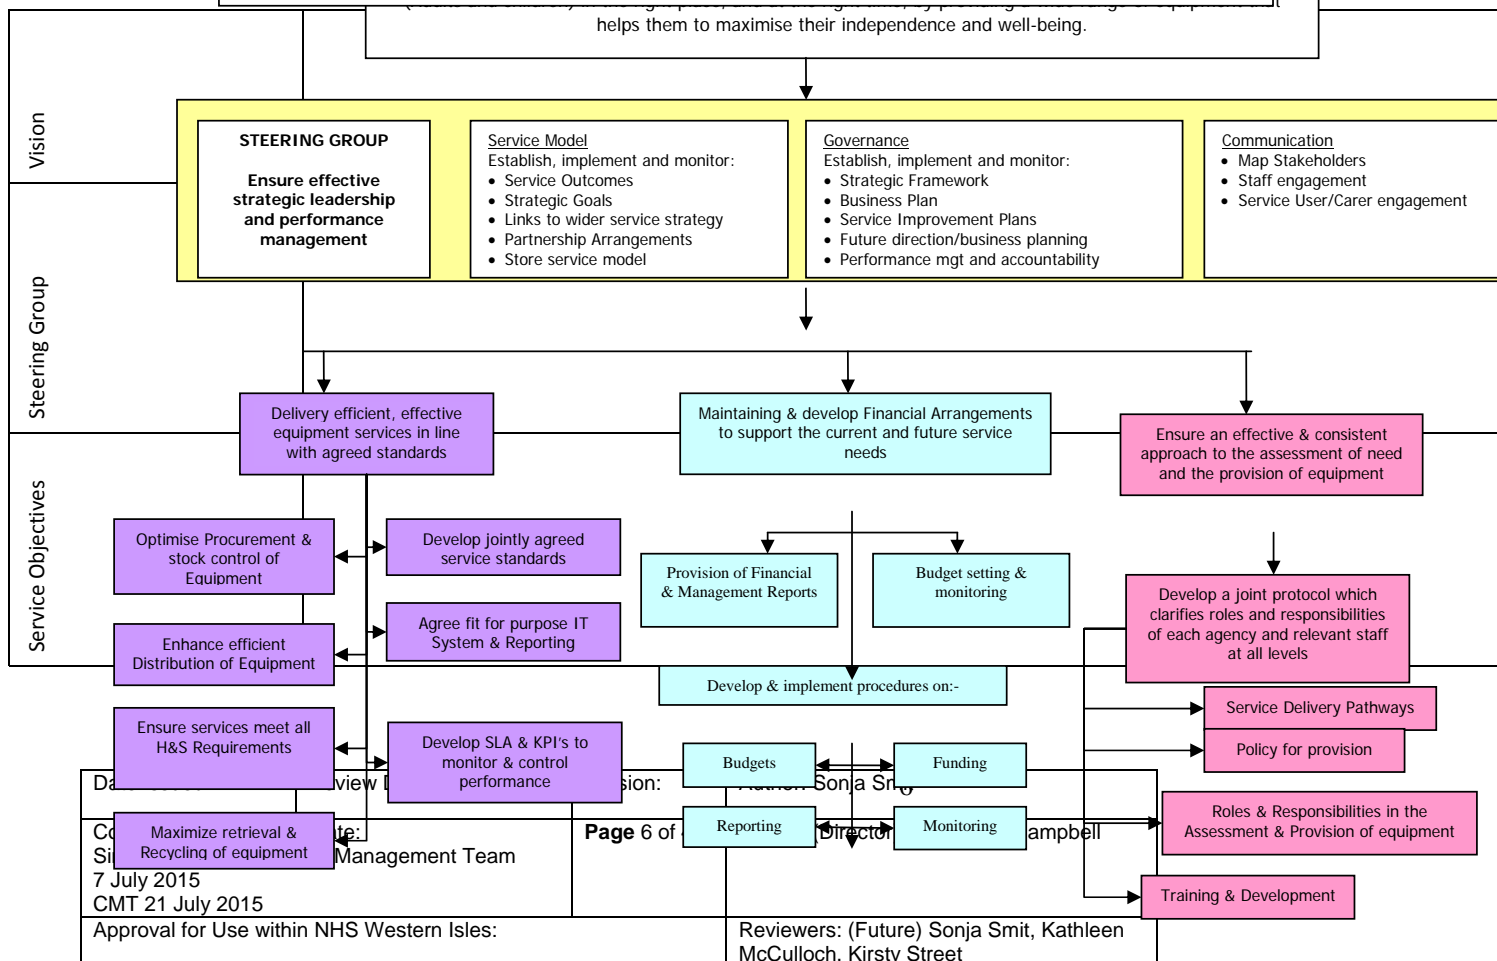 helps them to maximise their independence and well-being.
Vision
STEERING GROUP
Ensure effective
strategic leadership
and performance
management
Service Model
Establish, implement and monitor:
• Service Outcomes
• Strategic Goals
• Links to wider service strategy
• Partnership Arrangements
• Store service model
Governance
Establish, implement and monitor:
• Strategic Framework
• Business Plan
• Service Improvement Plans
• Future direction/business planning
• Performance mgt and accountability
Communication
• Map Stakeholders
• Staff engagement
• Service User/Carer engagement
Steering Group
Delivery efficient, effective
equipment services in line
with agreed standards
Maintaining & develop Financial Arrangements
to support the current and future service
needs
Ensure an effective & consistent
approach to the assessment of need
and the provision of equipment
Service Objectives
Optimise Procurement &
stock control of
Equipment
Develop jointly agreed
service standards
Enhance efficient
Distribution of Equipment
Agree fit for purpose IT
System & Reporting
Ensure services meet all
H&S Requirements
Develop SLA & KPI's to
monitor & control
performance
Maximize retrieval &
Recycling of equipment
Provision of Financial
& Management Reports
Budget setting &
monitoring
Develop & implement procedures on:-
Budgets
Funding
Reporting
Monitoring
Develop a joint protocol which
clarifies roles and responsibilities
of each agency and relevant staff
at all levels
Service Delivery Pathways
Policy for provision
Roles & Responsibilities in the
Assessment & Provision of equipment
Training & Development
Sonja
Page 6 of
Management Team
7 July 2015
CMT 21 July 2015
Approval for Use within NHS Western Isles:
Reviewers: (Future) Sonja Smit, Kathleen
McCulloch, Kirsty Street